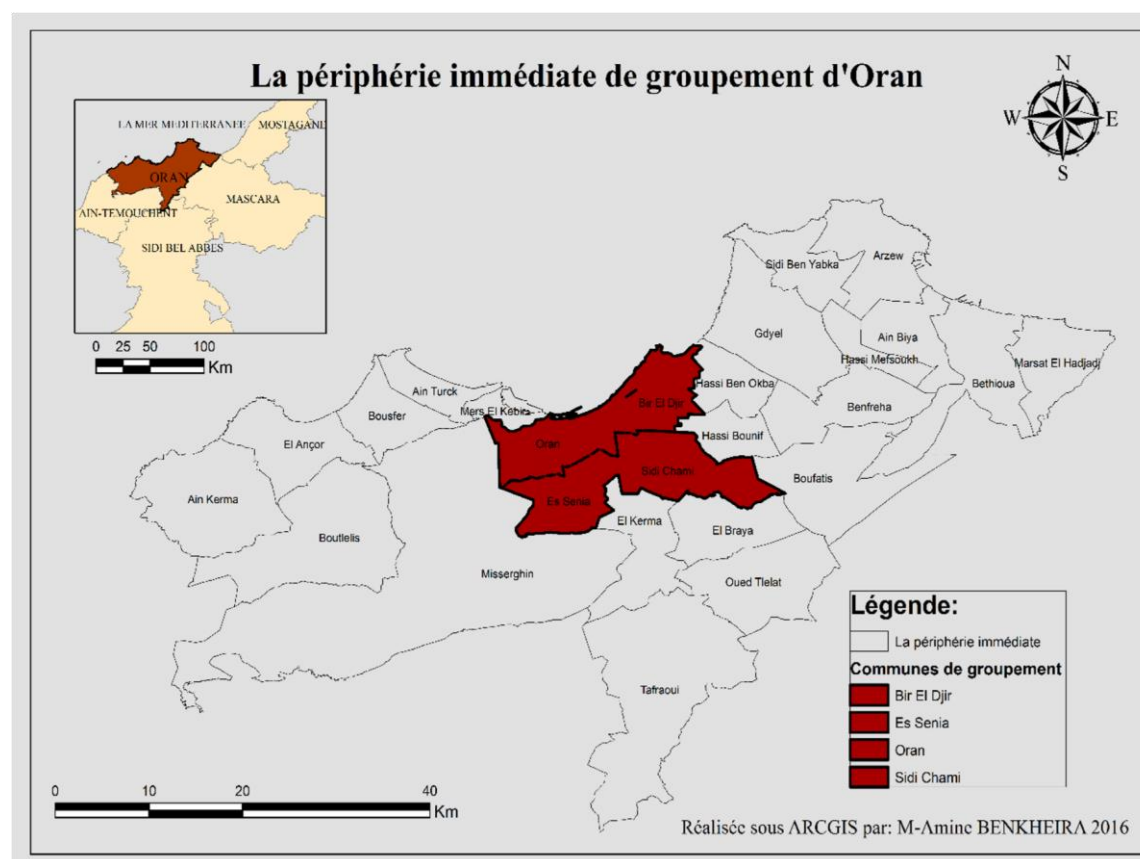 La périphérie immédiate de groupement d'Oran
N
W
E
S
LA MER MEDITERRANEE
MOSTAGANE
ORAN
MASCARA
AIN-TEMOUCHENT
SIDI BEL ABBES
0 25 50 100
Km
Arzew
Sidi Ben Yabka
Gdyel
Ain Biya
Hassi Mefsoukh
Marsat El Hadjadj
Bethioua
Hassi Ben Okba
Ain Turck
Mers El Kebir
Bir El Djir
Benfreha
Bousfer
Hassi Bounif
El Ançor
Oran
Sidi Chami
Boufatis
Ain Kerma
Es Senia
El Kerma
El Braya
Boutlelis
Misserghin
Oued Tlelat
Tafraoui
Légende:
La périphérie immédiate
Communes de groupement
Bir El Djir
Es Senia
Oran
Sidi Chami
0 10 20 40
Km
Réalisée sous ARCGIS par: M-Amine BENKHEIRA 2016